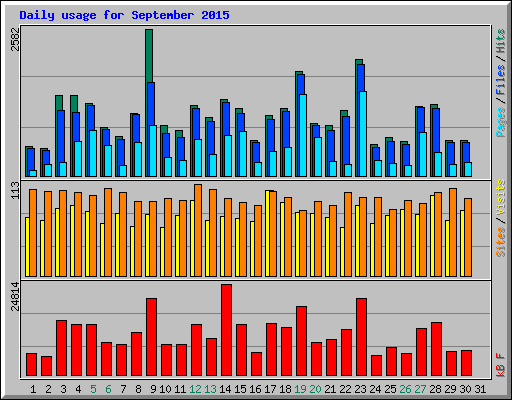 Daily usage for September 2015
2582
Pages / Files / Hits
113
Sites / Visits
24814
kB F
1 2 3 4 5 6 7 8 9 10 11 12 13 14 15 16 17 18 19 20 21 22 23 24 25 26 27 28 29 30 31